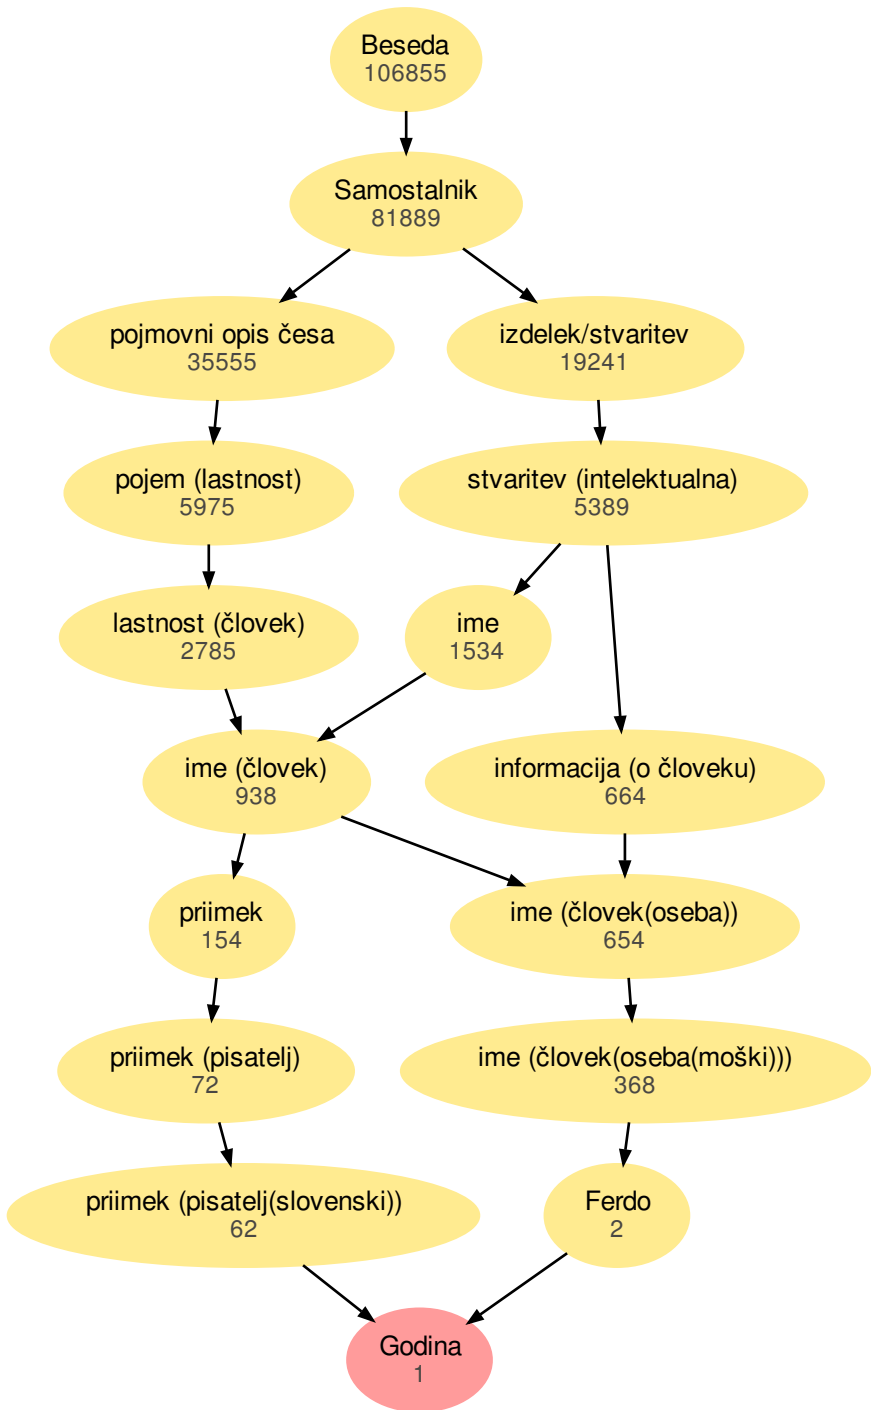 Beseda
106855
Samostalnik
81889
pojmovni opis česa
35555
izdelek/stvaritev
19241
pojem (lastnost)
5975
stvaritev (intelektualna)
5389
lastnost (človek)
2785
ime
1534
ime (človek)
938
informacija (o človeku)
664
priimek
154
ime (človek(oseba))
654
priimek (pisatelj)
72
ime (človek(oseba(moški)))
368
priimek (pisatelj(slovenski))
62
Ferdo
2
Godina
1